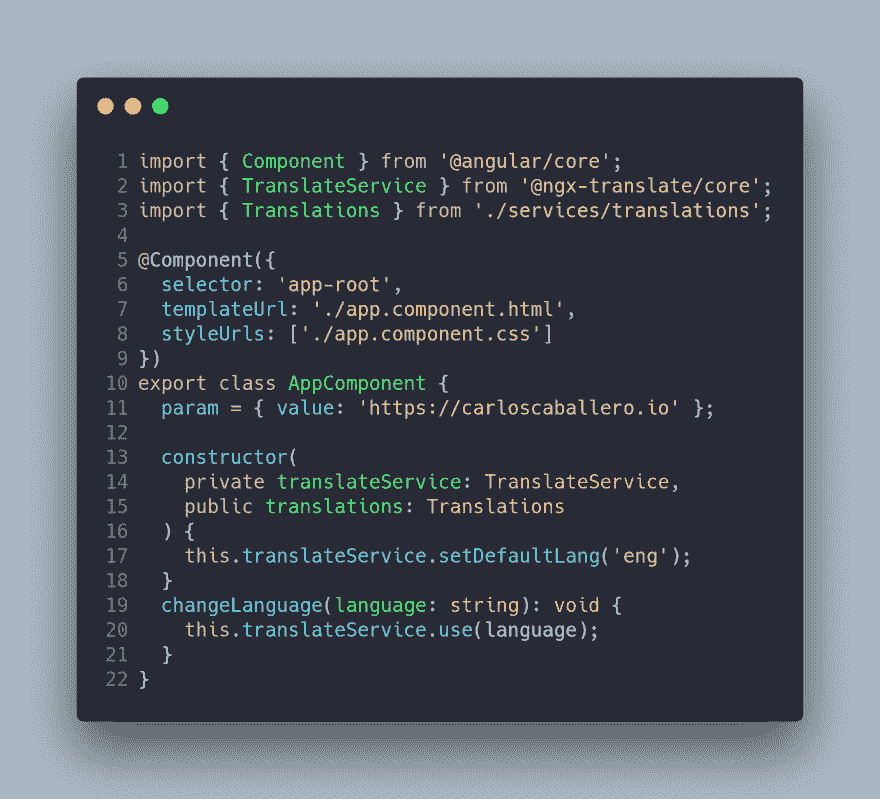 1 import { Component } from '@angular/core';
2 import { TranslateService } from '@ngx-translate/core';
3 import { Translations } from './services/translations';
4
5 @Component({
6   selector: 'app-root',
7   templateUrl: './app.component.html',
8   styleUrls: ['./app.component.css']
9 })
10 export class AppComponent {
11   param = { value: 'https://carloscaballero.io' };
12
13   constructor(
14     private translateService: TranslateService,
15     public translations: Translations
16   ) {
17     this.translateService.setDefaultLang('eng');
18   }
19   changeLanguage(language: string): void {
20     this.translateService.use(language);
21   }
22 }